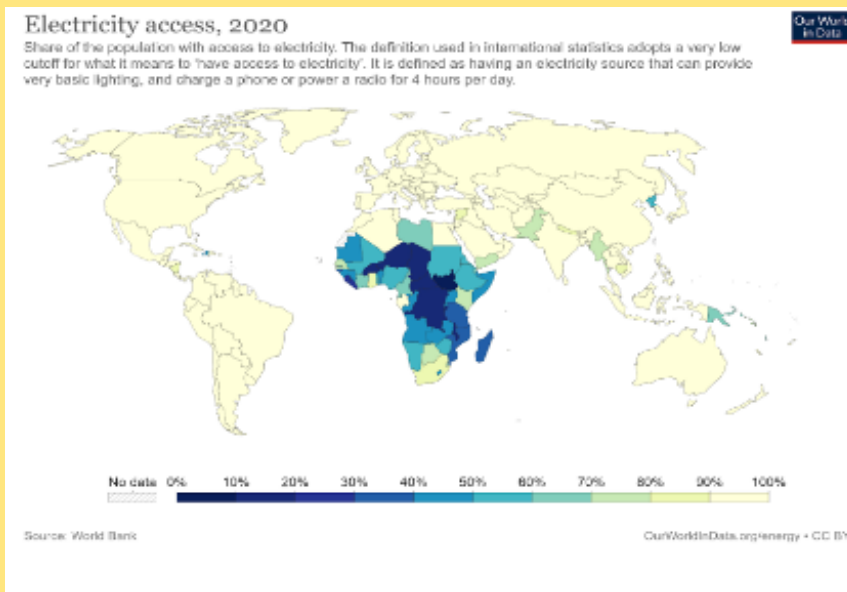 Electricity access, 2020
Our World
in Data
Share of the population with access to electricity. The definition used in international statistics adopts a very low
cutoff for what it means to 'have access to electricity'. It is defined as having an electricity source that can provide
very basic lighting, and charge a phone or power a radio for 4 hours per day.
No data 0% 10% 20% 30% 40% 50% 60% 70% 80% 90% 100%
Source: World Bank
OurWorldInData.org/energy • CC BY